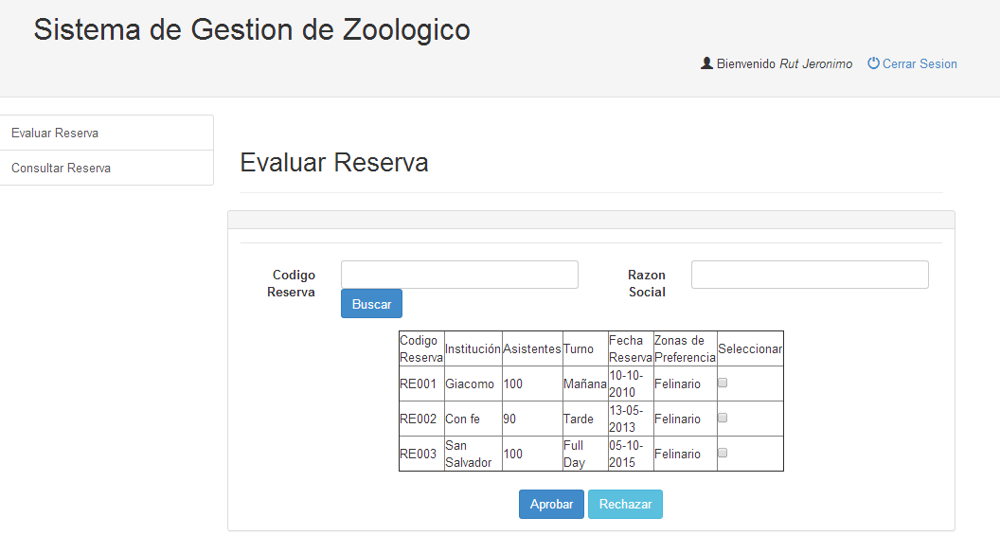 Sistema de Gestion de Zoologico
Bienvenido Rut Jeronimo Cerrar Sesion
Evaluar Reserva
Consultar Reserva
Evaluar Reserva
Codigo Reserva
Razon Social
Buscar
Codigo Reserva Institución Asistentes Turno Fecha Reserva Zonas de Preferencia Seleccionar
RE001 Giacomo 100 Mañana 10-10-2010 Felinario
RE002 Con fe 90 Tarde 13-05-2013 Felinario
RE003 San Salvador 100 Full Day 05-10-2015 Felinario
Aprobar Rechazar